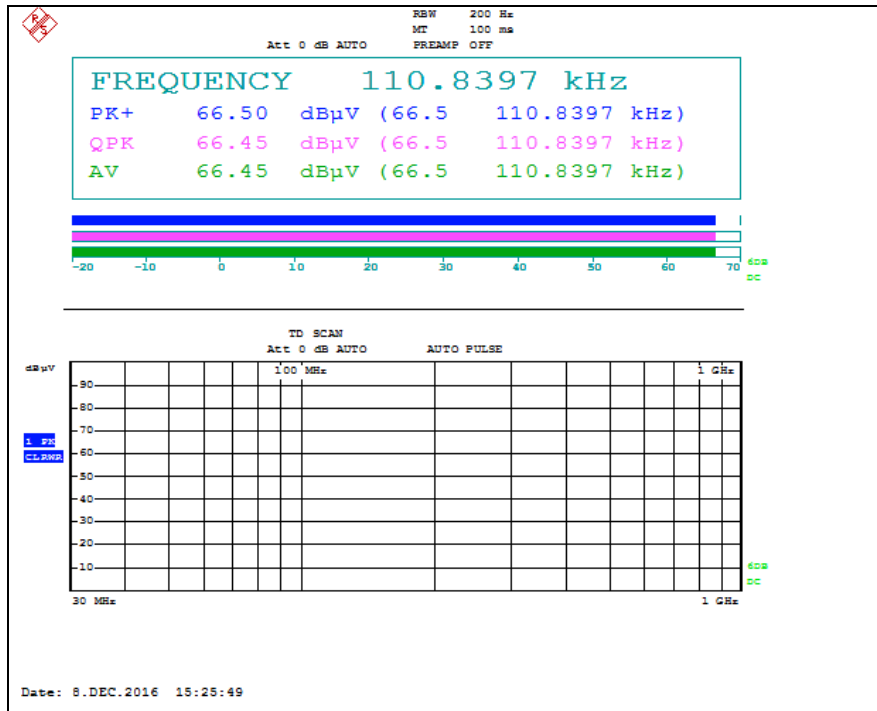 R S
RBW 200 Hz
MT 100 ms
Att 0 dB AUTO PREAMP OFF
FREQUENCY 110.8397 kHz
PK+ 66.50 dBµV (66.5 110.8397 kHz)
QPK 66.45 dBµV (66.5 110.8397 kHz)
AV 66.45 dBµV (66.5 110.8397 kHz)
-20 -10 0 10 20 30 40 50 60 70
6DB
DC
TD SCAN
Att 0 dB AUTO AUTO PULSE
dBµV
100 MHz 1 GHz
90
80
70
1 PK
CLRWR
60
50
40
30
20
10
6DB
DC
30 MHz 1 GHz
Date: 8.DEC.2016 15:25:49